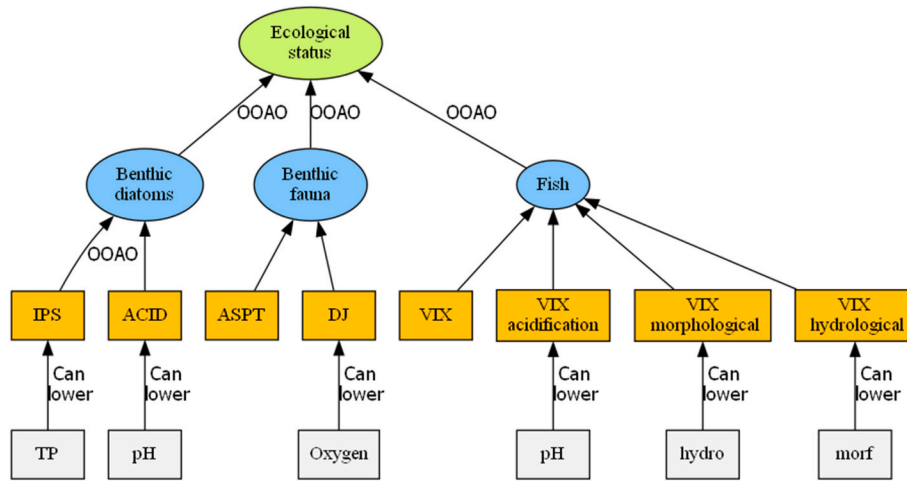 Ecological
status
OOAO
OOAO
OOAO
Benthic
diatoms
Benthic
fauna
Fish
OOAO
IPS
ACID
ASPT
DJ
VIX
VIX
acidification
VIX
morphological
VIX
hydrological
Can
lower
Can
lower
Can
lower
Can
lower
Can
lower
Can
lower
TP
pH
Oxygen
pH
hydro
morf